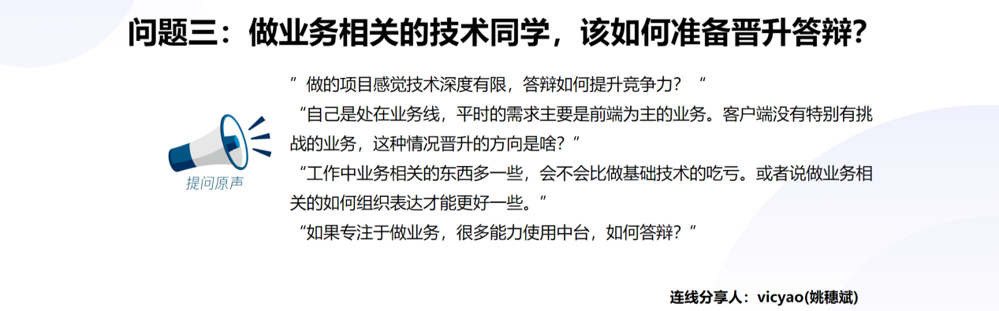 问题三：做业务相关的技术同学，该如何准备晋升答辩？
”做的项目感觉技术深度有限，答辩如何提升竞争力？“
“自己是处在业务线，平时的需求主要是前端为主的业务。客户端没有特别有挑
战的业务，这种情况晋升的方向是啥？”
“工作中业务相关的东西多一些，会不会比做基础技术的吃亏。或者说做业务相
关的如何组织表达才能更好一些。”
“如果专注于做业务，很多能力使用中台，如何答辩？”
提问原声
连线分享人：vicyao(姚穗斌)